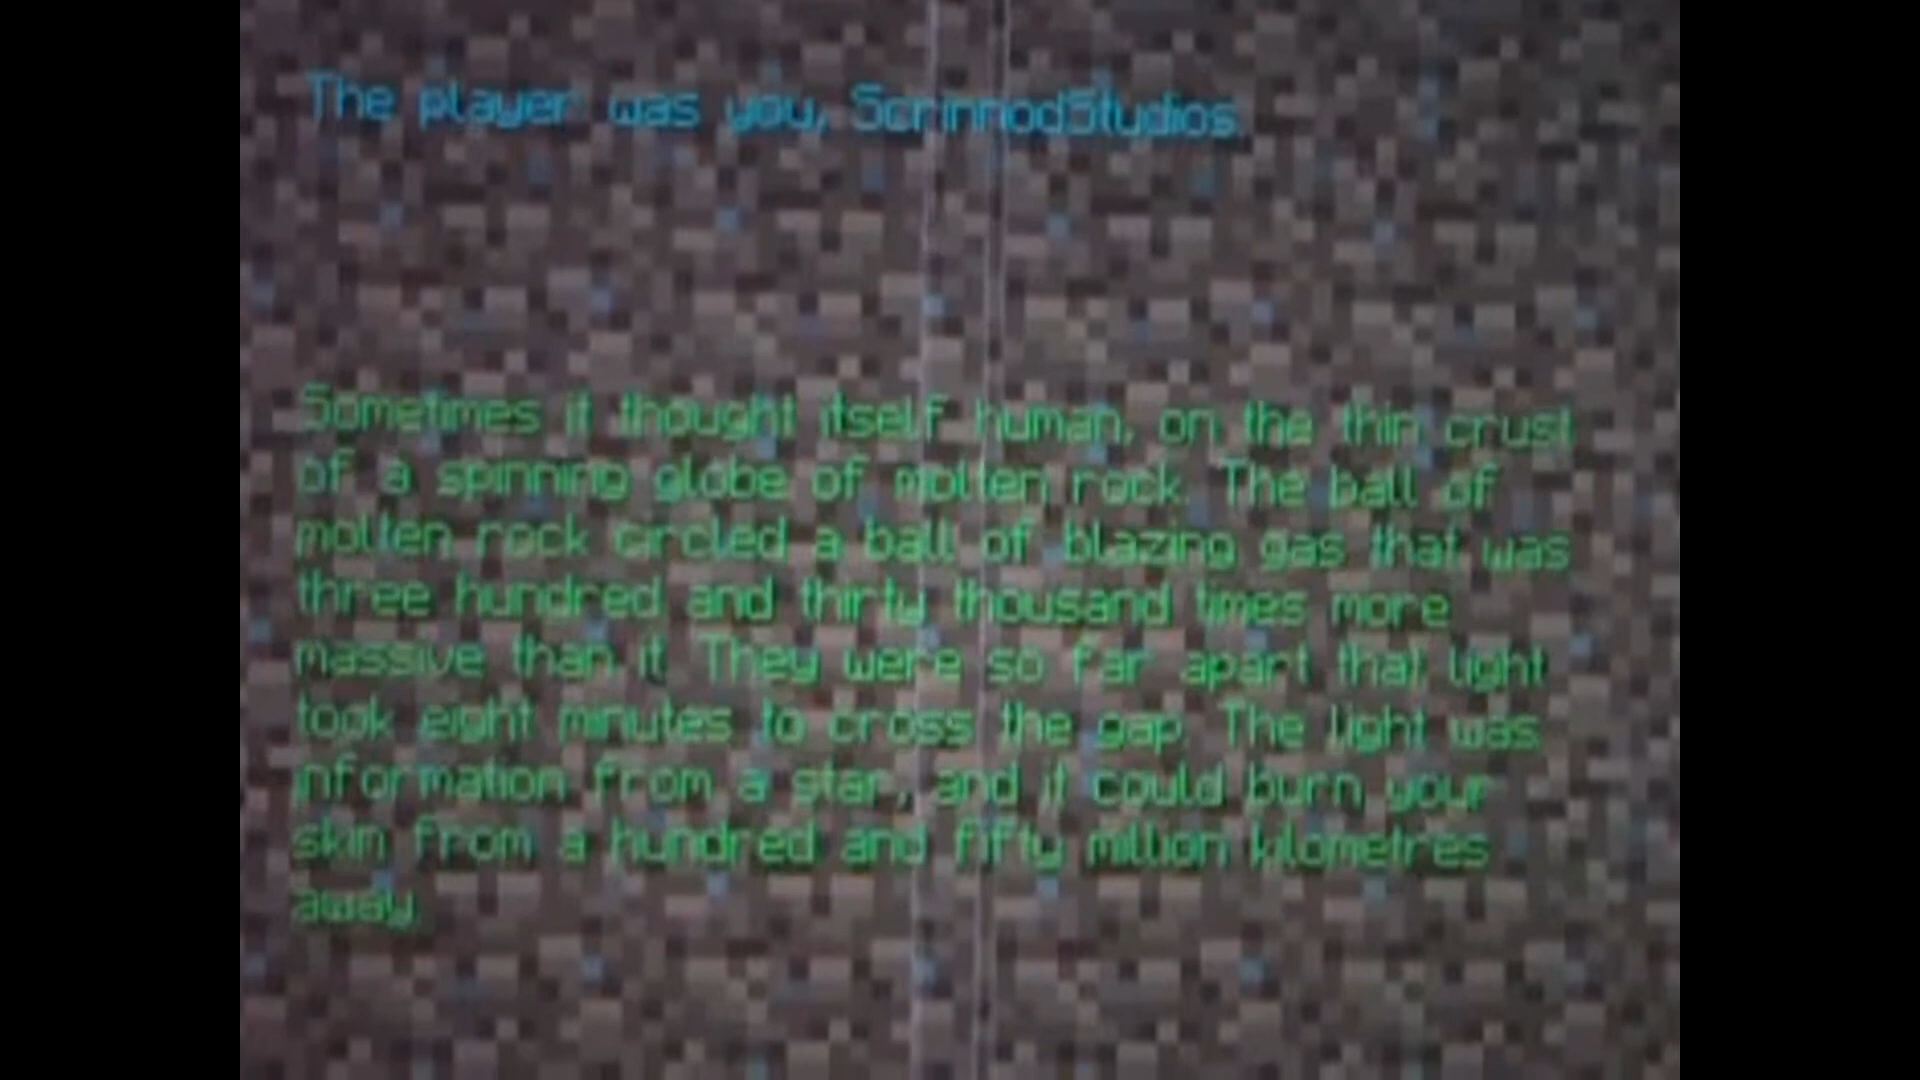 The player was you, ScrinnodStudios.
Sometimes it thought itself human, on the thin crust
of a spinning globe of molten rock. The ball of
molten rock circled a ball of blazing gas that was
three hundred and thirty thousand times more
massive than it. They were so far apart that light
took eight minutes to cross the gap. The light was
information from a star, and it could burn your
skin from a hundred and fifty million kilometres
away.